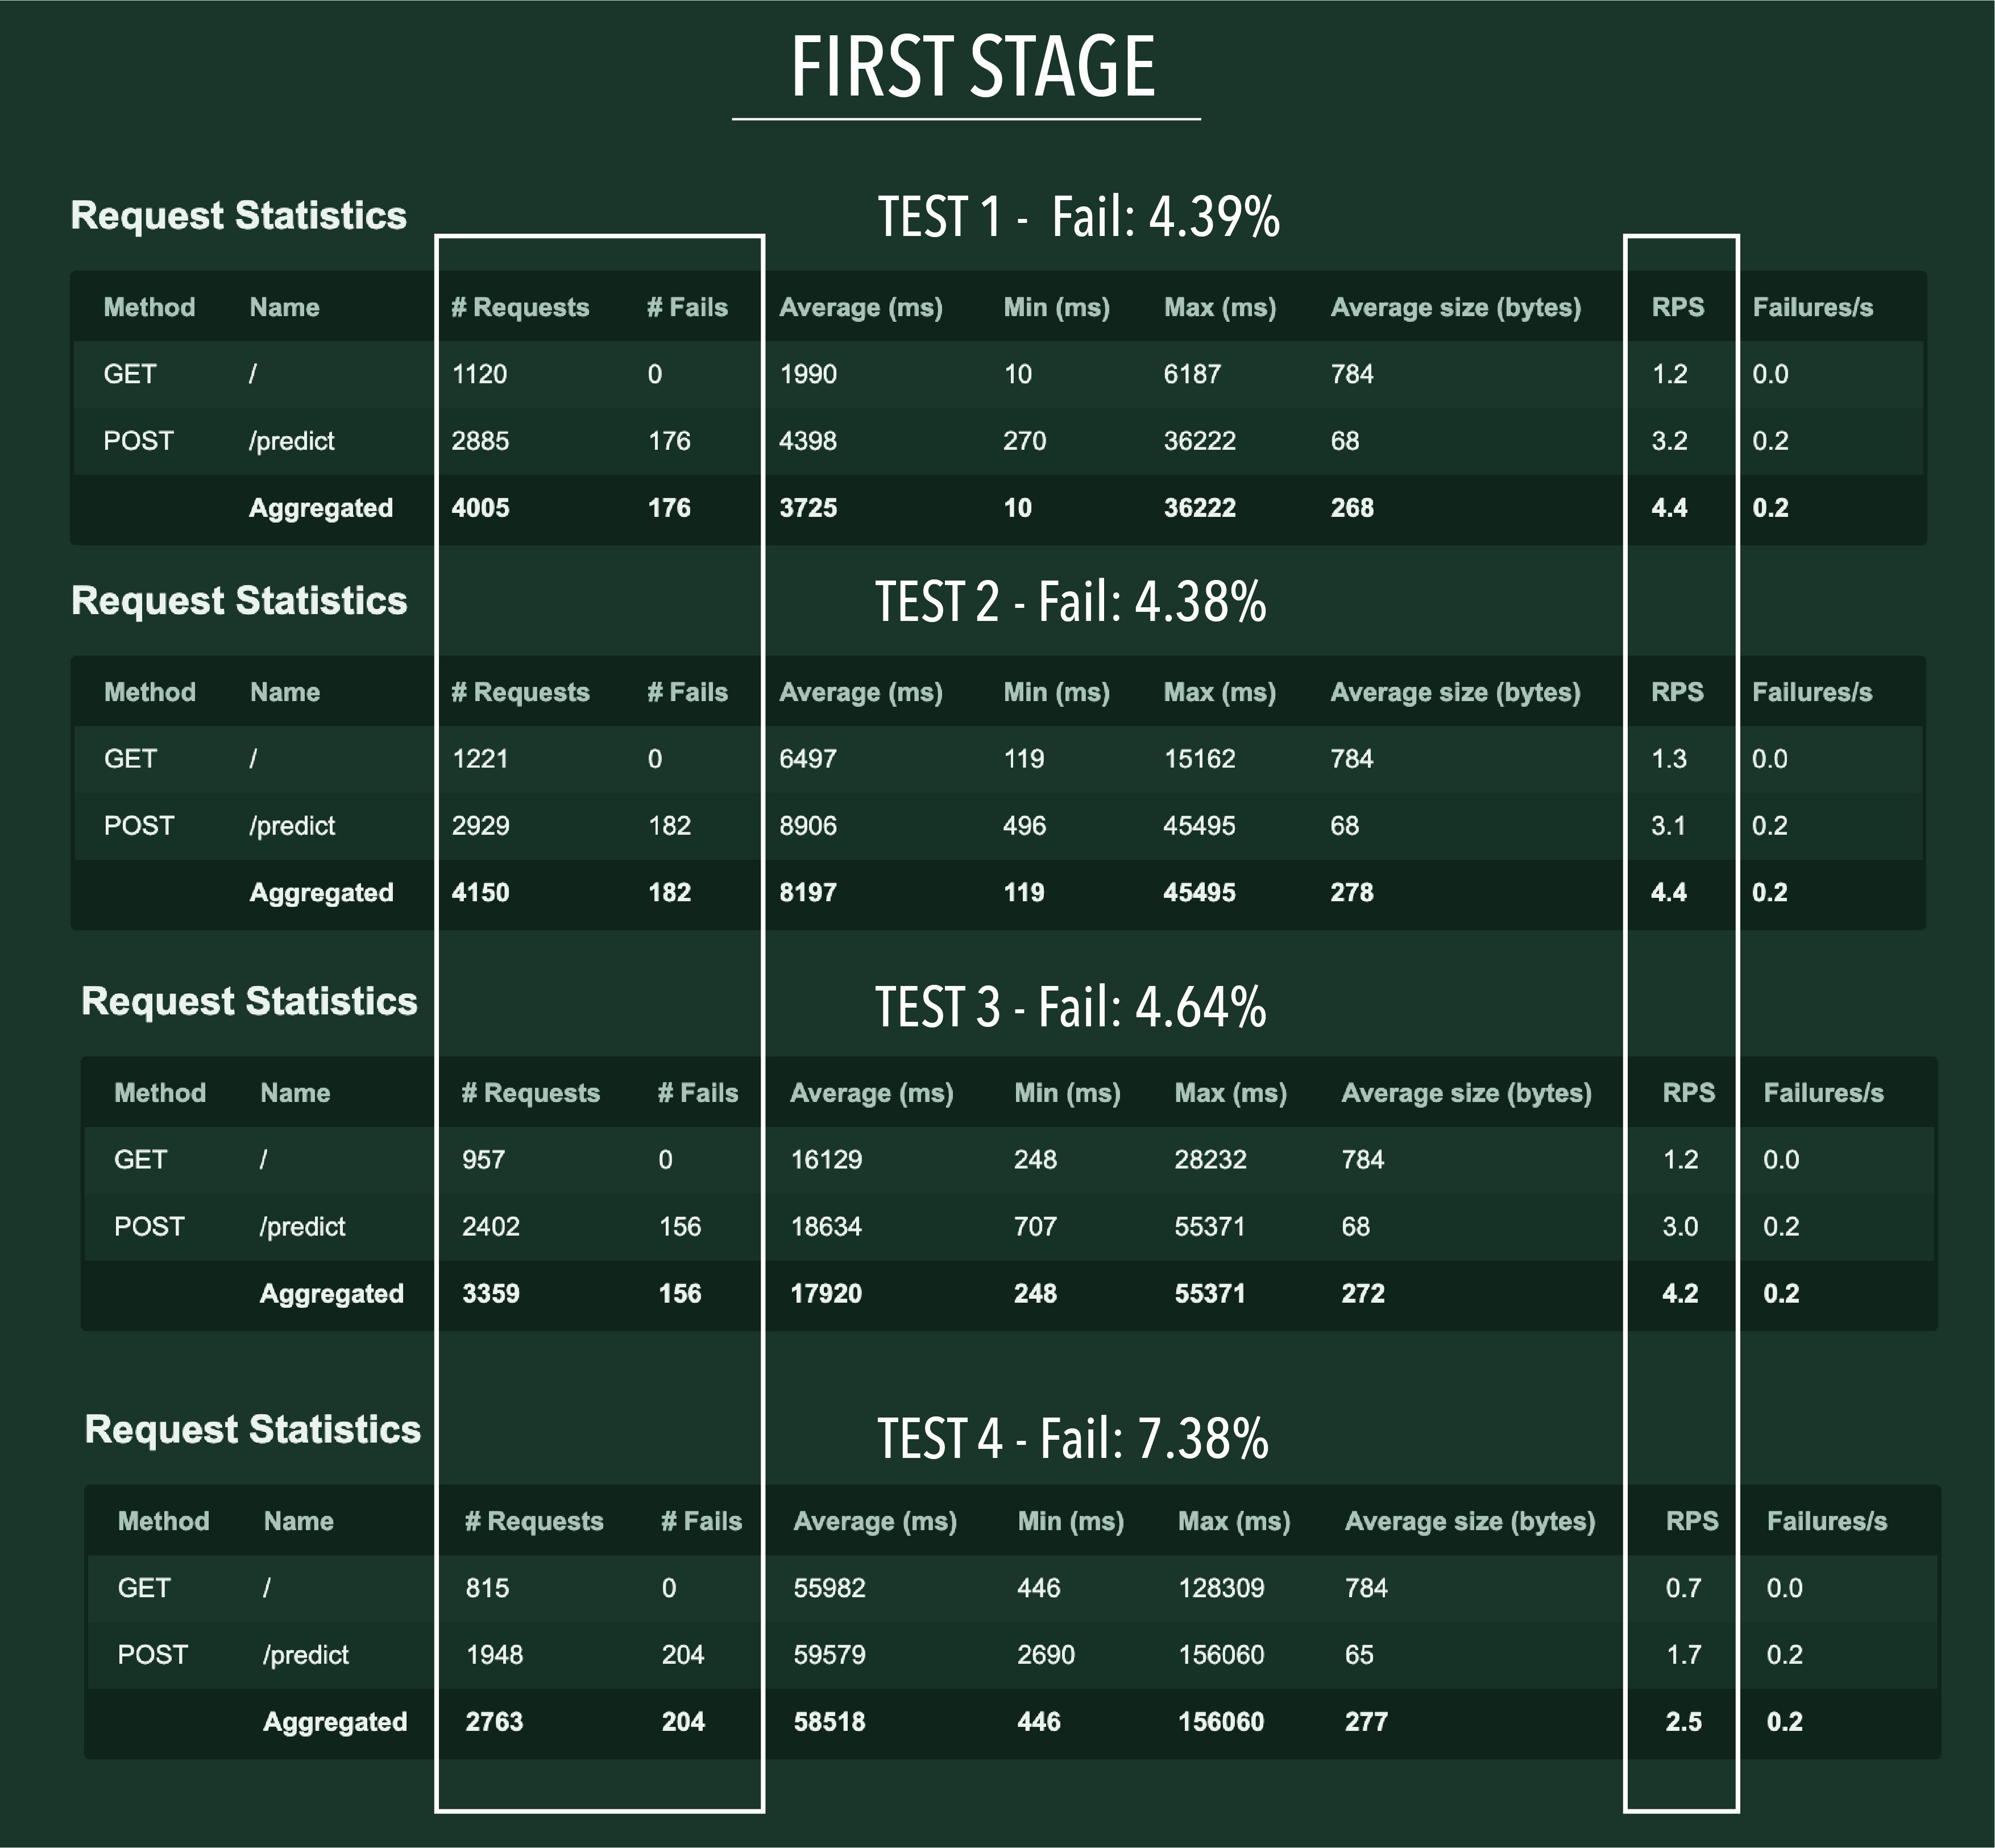 FIRST STAGE
Request Statistics TEST 1 - Fail: 4.39%
Method Name # Requests # Fails Average (ms) Min (ms) Max (ms) Average size (bytes) RPS Failures/s
GET / 1120 0 1990 10 6187 784 1.2 0.0
POST /predict 2885 176 4398 270 36222 68 3.2 0.2
Aggregated 4005 176 3725 10 36222 268 4.4 0.2
Request Statistics TEST 2 - Fail: 4.38%
Method Name # Requests # Fails Average (ms) Min (ms) Max (ms) Average size (bytes) RPS Failures/s
GET / 1221 0 6497 119 15162 784 1.3 0.0
POST /predict 2929 182 8906 496 45495 68 3.1 0.2
Aggregated 4150 182 8197 119 45495 278 4.4 0.2
Request Statistics TEST 3 - Fail: 4.64%
Method Name # Requests # Fails Average (ms) Min (ms) Max (ms) Average size (bytes) RPS Failures/s
GET / 957 0 16129 248 28232 784 1.2 0.0
POST /predict 2402 156 18634 707 55371 68 3.0 0.2
Aggregated 3359 156 17920 248 55371 272 4.2 0.2
Request Statistics TEST 4 - Fail: 7.38%
Method Name # Requests # Fails Average (ms) Min (ms) Max (ms) Average size (bytes) RPS Failures/s
GET / 815 0 55982 446 128309 784 0.7 0.0
POST /predict 1948 204 59579 2690 156060 65 1.7 0.2
Aggregated 2763 204 58518 446 156060 277 2.5 0.2